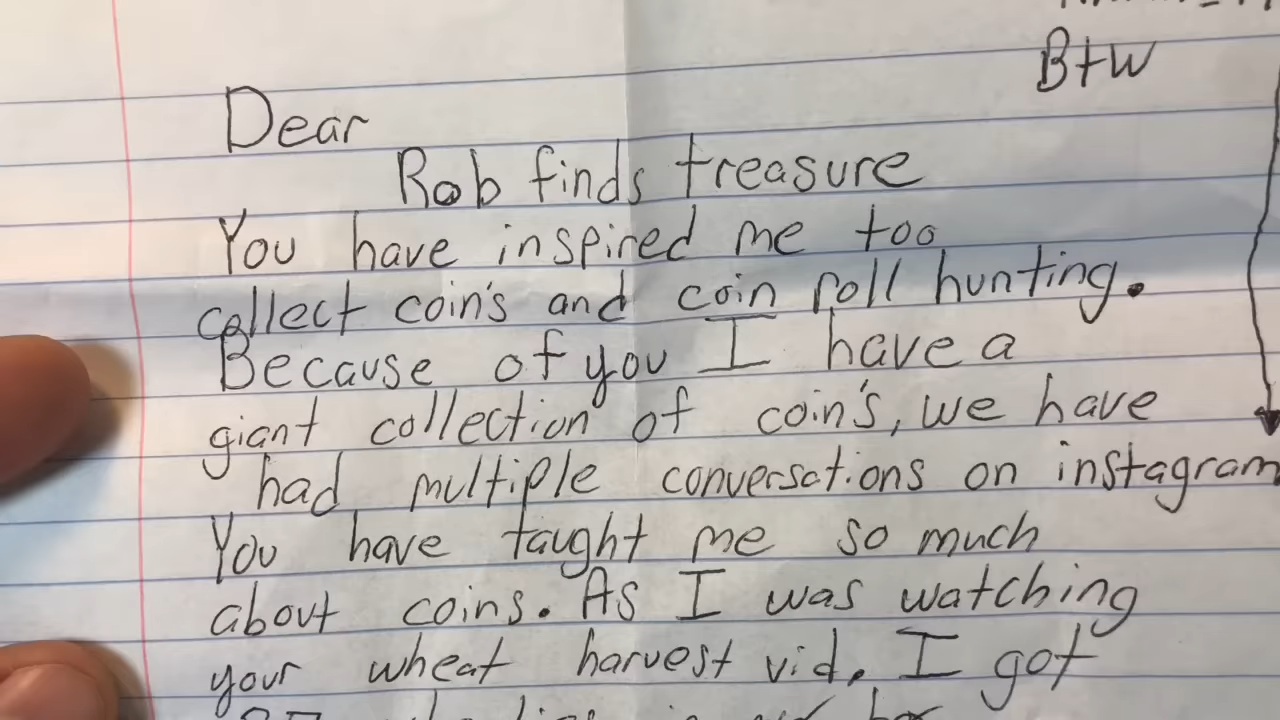 BtW
Dear
Rob finds treasure
You have inspired me too
collect coin's and coin roll hunting.
Because of you I have a
giant collection of coin's, we have
had multiple conversations on instagram
You have taught me so much
about coins. As I was watching
your wheat harvest vid. I got